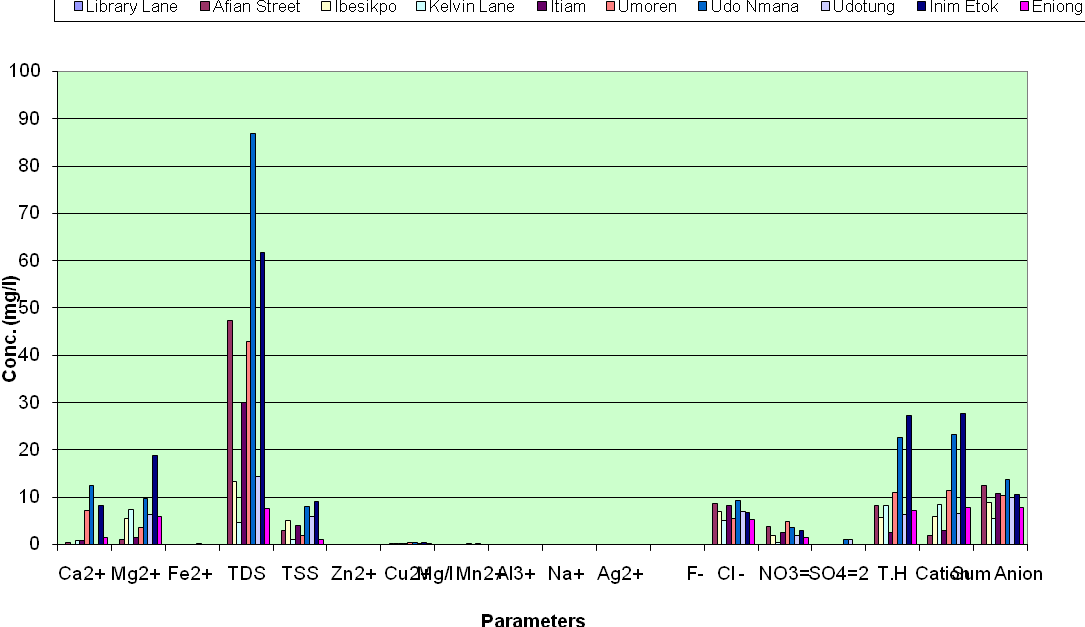 Library Lane Afian Street Ibesikpo Kelvin Lane Itiam Umoren Udo Nmana Udotung Inim Etok Eniong
100
90
80
70
60
50
40
30
20
10
0
Conc. (mg/l)
Ca2+ Mg2+ Fe2+ TDS TSS Zn2+ Cu2+ Mg/l Mn2+ Al3+ Na+ Ag2+ F- Cl- NO3= SO4=2 T.H Cation Sum Anion
Parameters